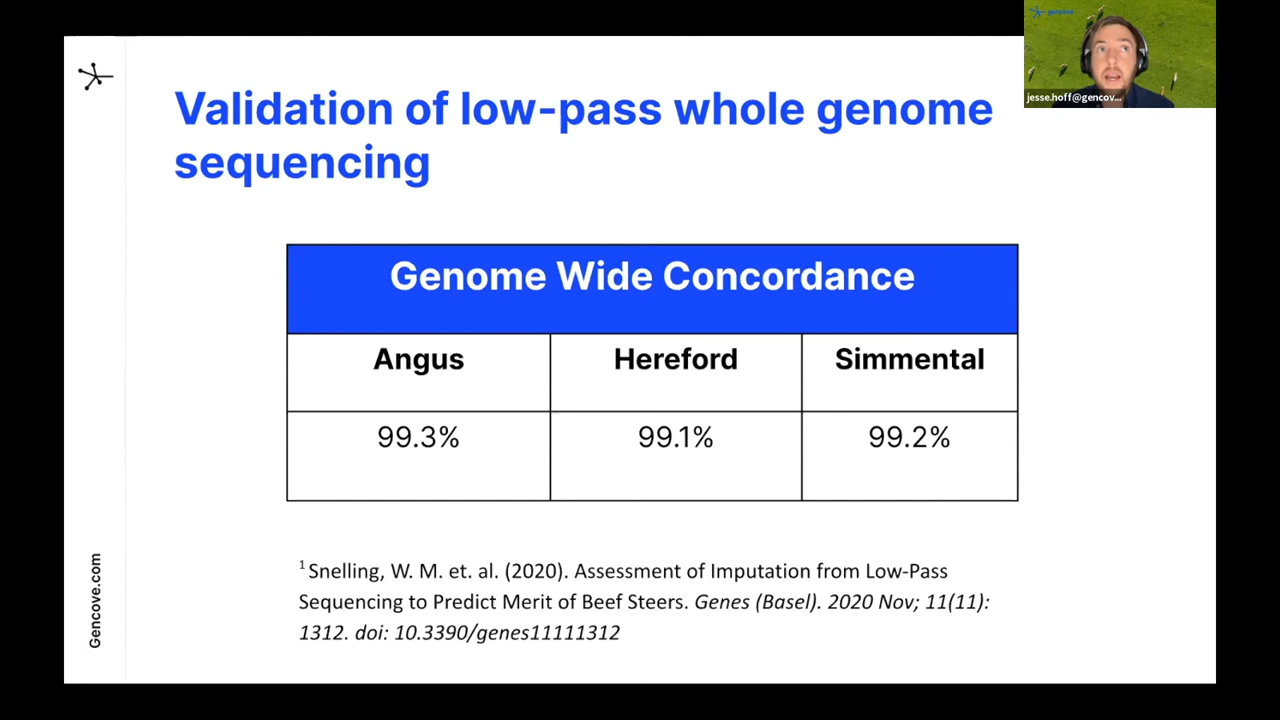 gencove
jesse.hoff@gencov...
Validation of low-pass whole genome
sequencing
Genome Wide Concordance
Angus Hereford Simmental
99.3% 99.1% 99.2%
1 Snelling, W. M. et. al. (2020). Assessment of Imputation from Low-Pass
Sequencing to Predict Merit of Beef Steers. Genes (Basel). 2020 Nov; 11(11):
1312. doi: 10.3390/genes11111312
Gencove.com